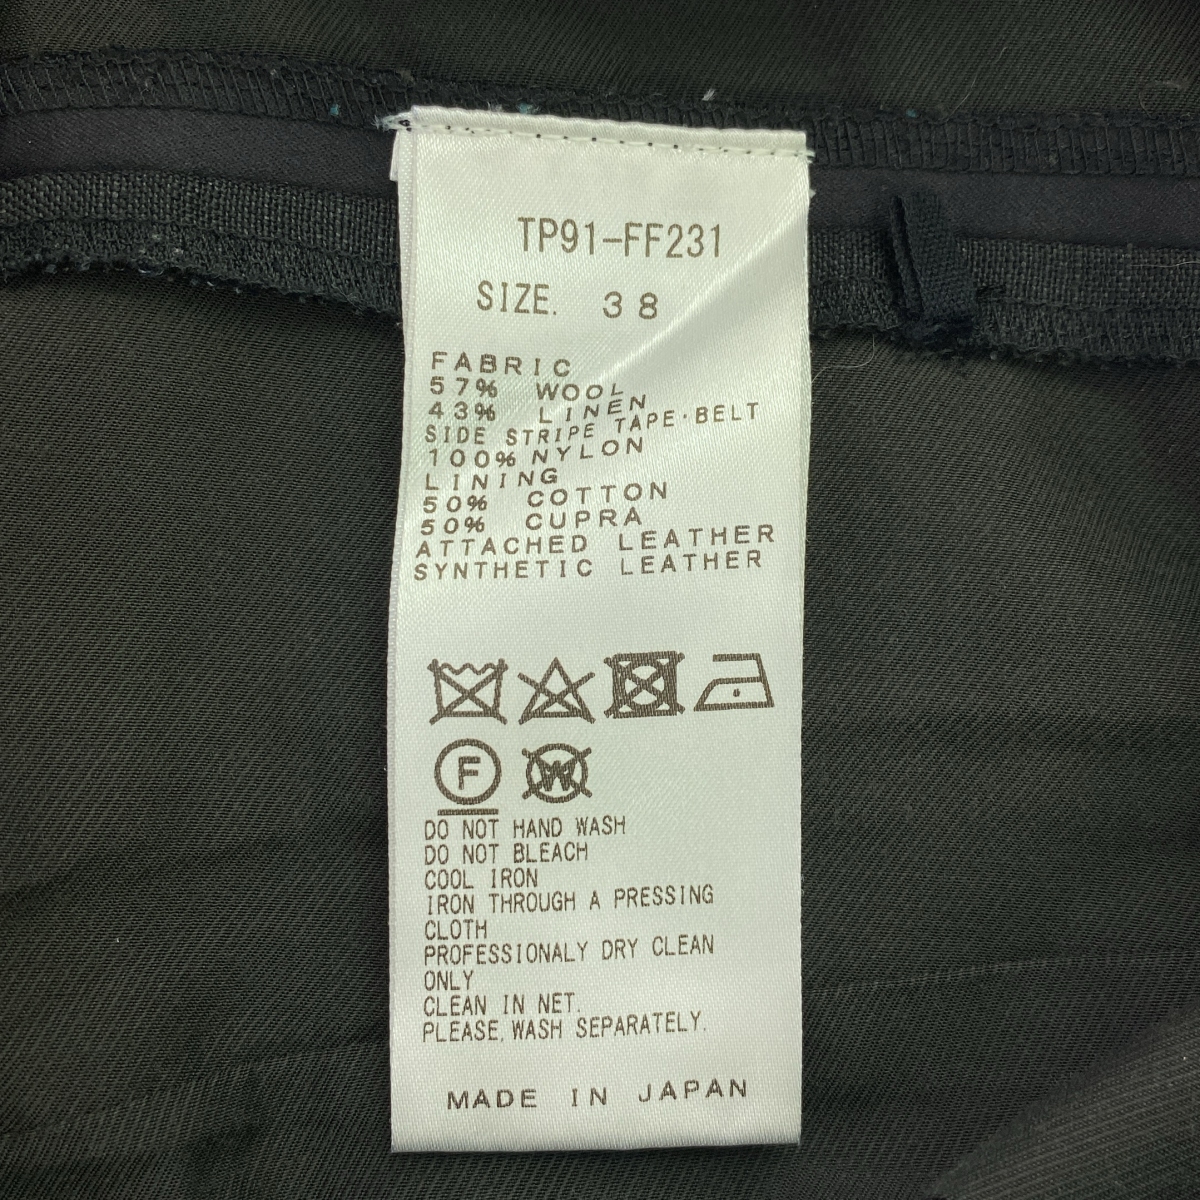 TP91-FF231
SIZE. 38
FABRIC
57% WOOL
43% LINEN
SIDE STRIPE TAPE·BELT
100% NYLON
LINING
50% COTTON
50% CUPRA
ATTACHED LEATHER
SYNTHETIC LEATHER
F W
DO NOT HAND WASH
DO NOT BLEACH
COOL IRON
IRON THROUGH A PRESSING
CLOTH
PROFESSIONALY DRY CLEAN
ONLY
CLEAN IN NET.
PLEASE, WASH SEPARATELY.
MADE IN JAPAN